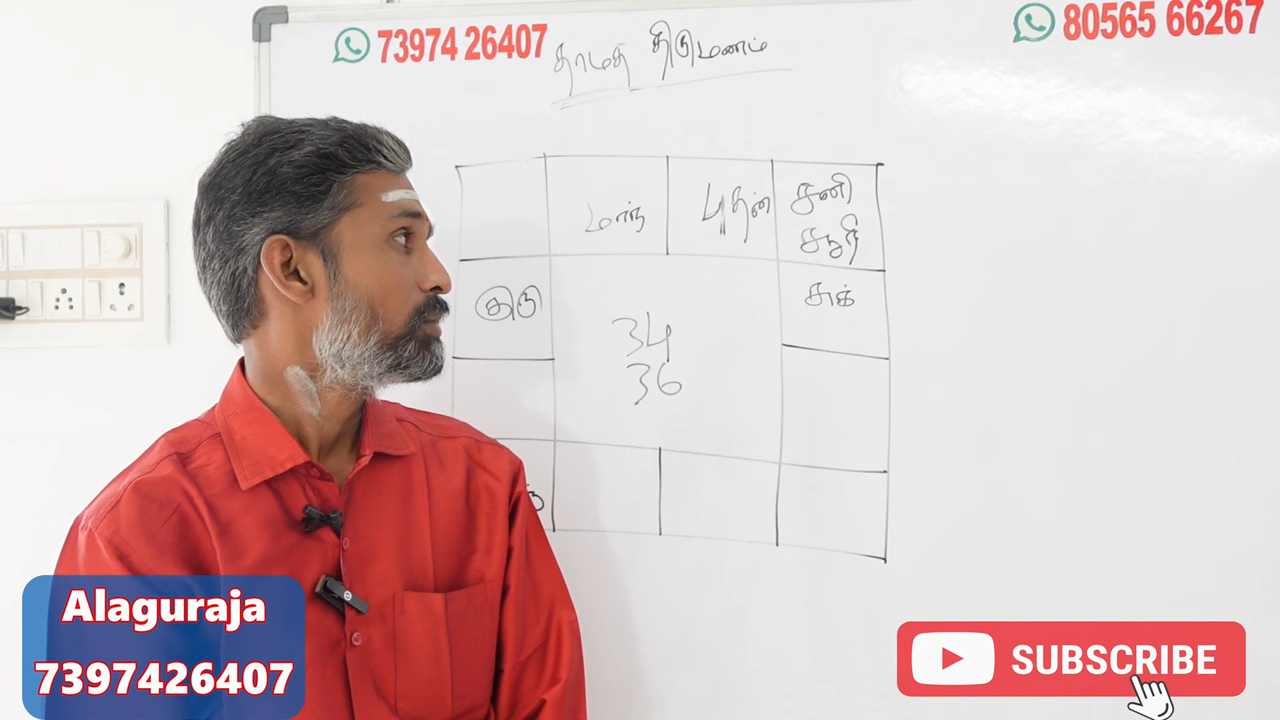 73974 26407
80565 66267
தாமத திருமணம்
மாந்
புதன்
சனி
சூரி
குரு
சுக்
34
36
Alaguraja
7397426407
SUBSCRIBE